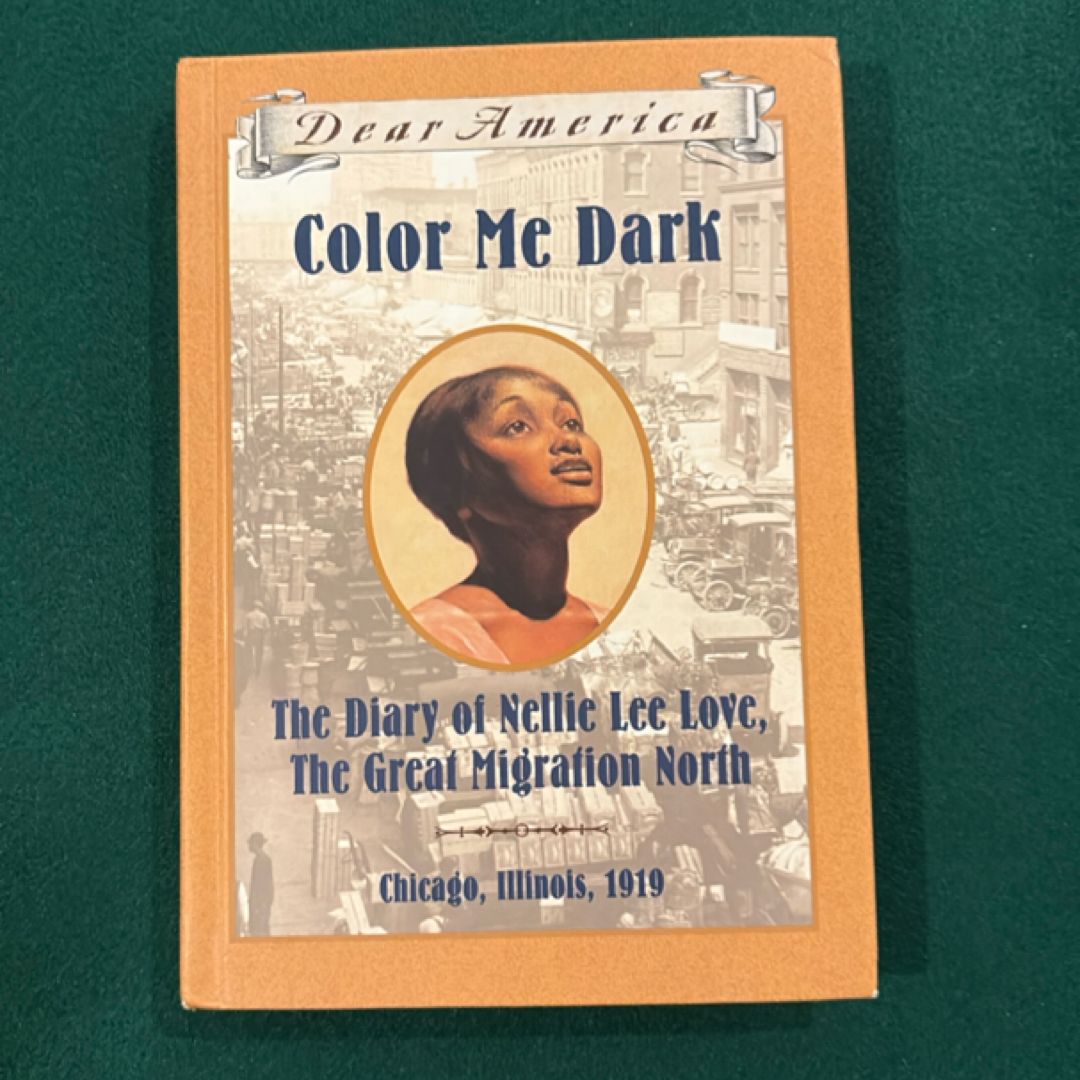 Dear America
Color Me Dark
The Diary of Nellie Lee Love,
The Great Migration North
Chicago, Illinois, 1919